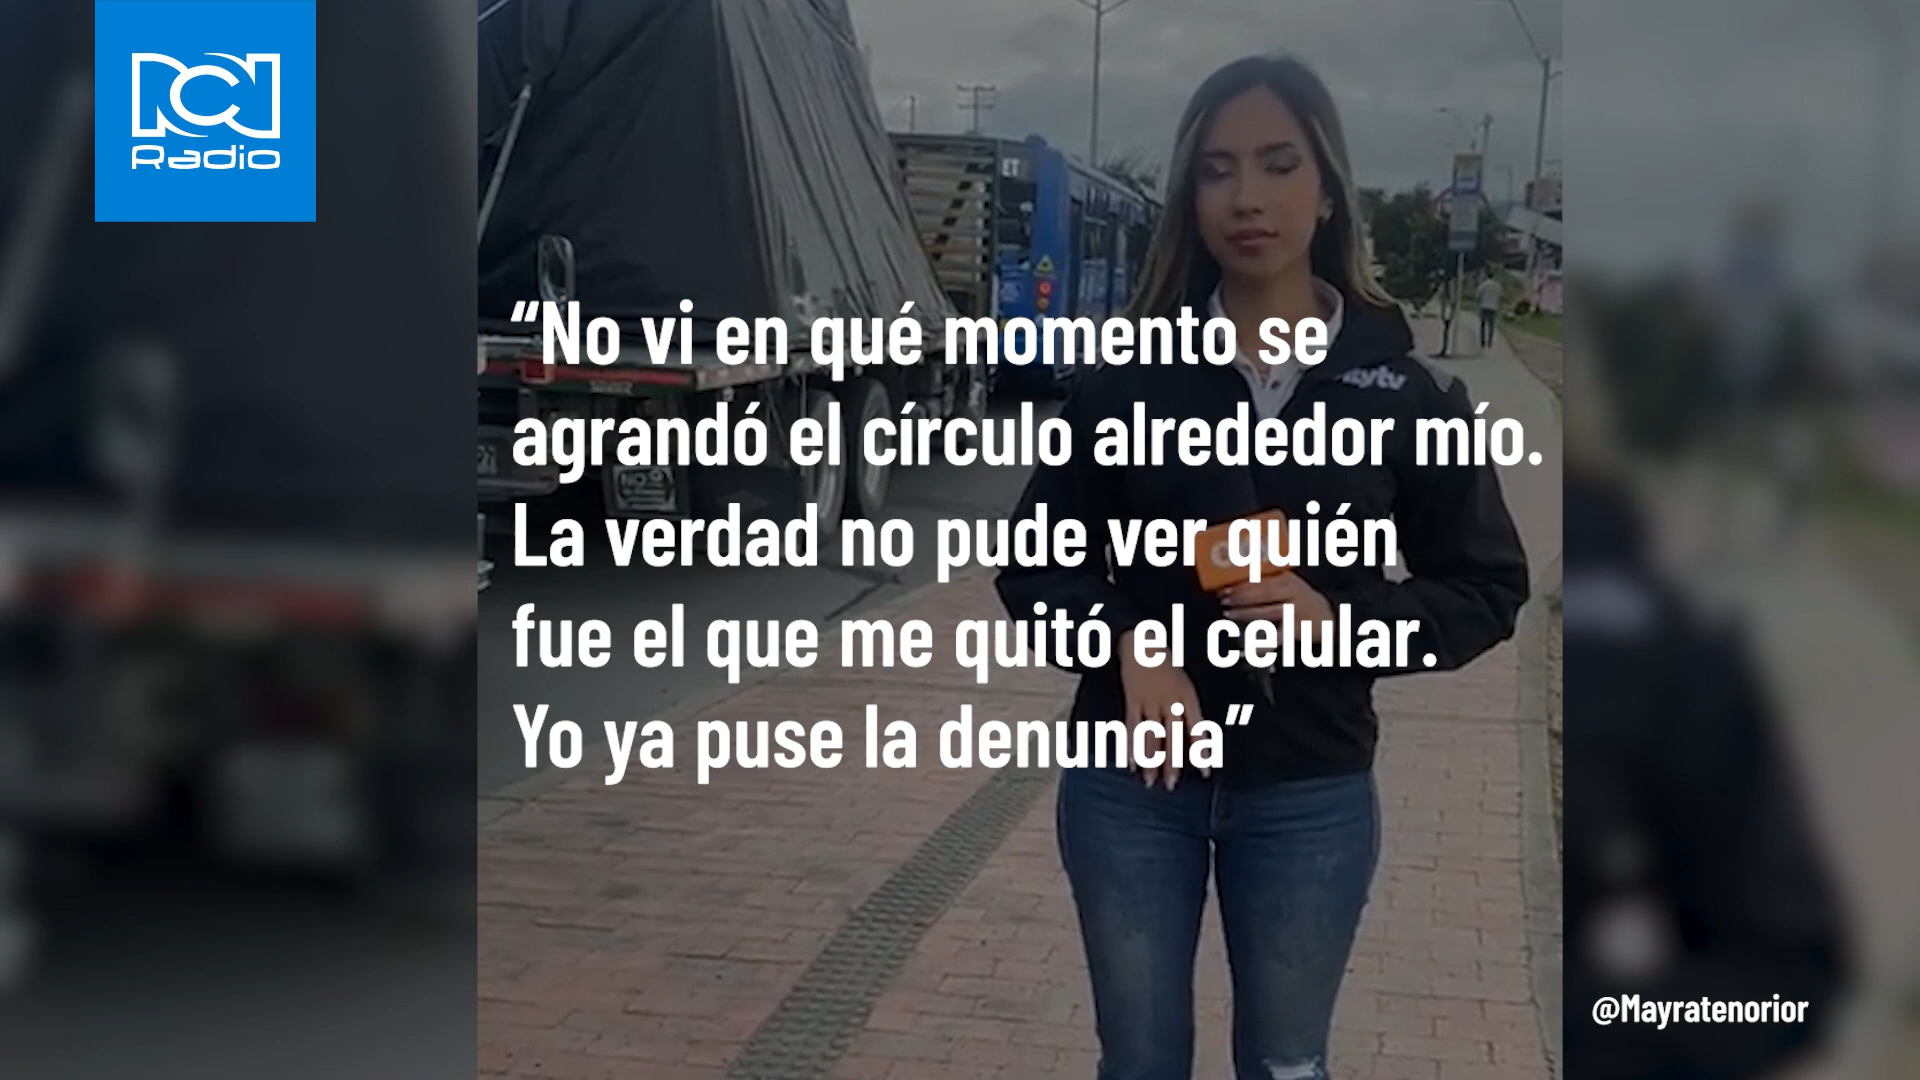 RCN
Radio
“No vi en qué momento se
agrandó el círculo alrededor mío.
La verdad no pude ver quién
fue el que me quitó el celular.
Yo ya puse la denuncia”
@Mayratenorior